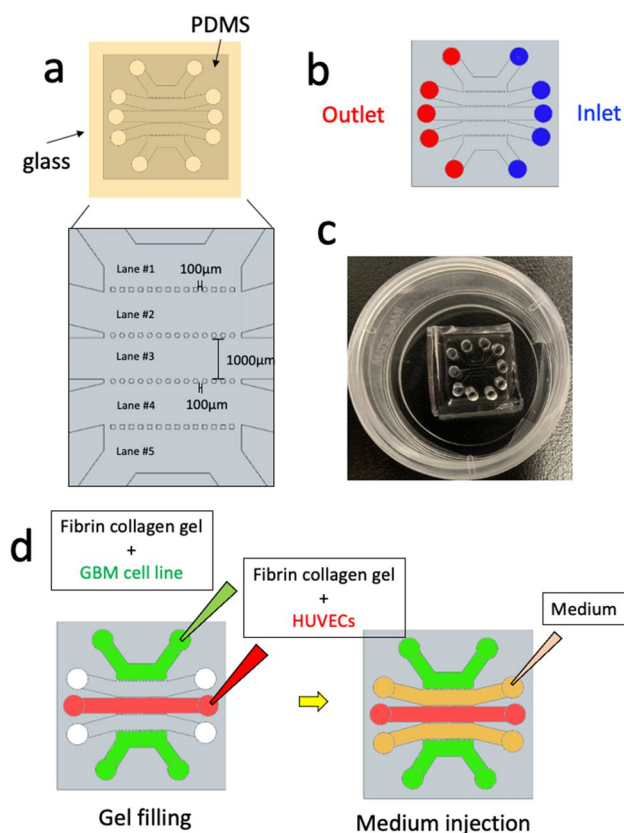 a
PDMS
glass
Lane #1
100μm
Lane #2
Lane #3
1000μm
100μm
Lane #4
Lane #5
b
Outlet
Inlet
c
d
Fibrin collagen gel
+
GBM cell line
Fibrin collagen gel
+
HUVECs
Medium
Gel filling
Medium injection